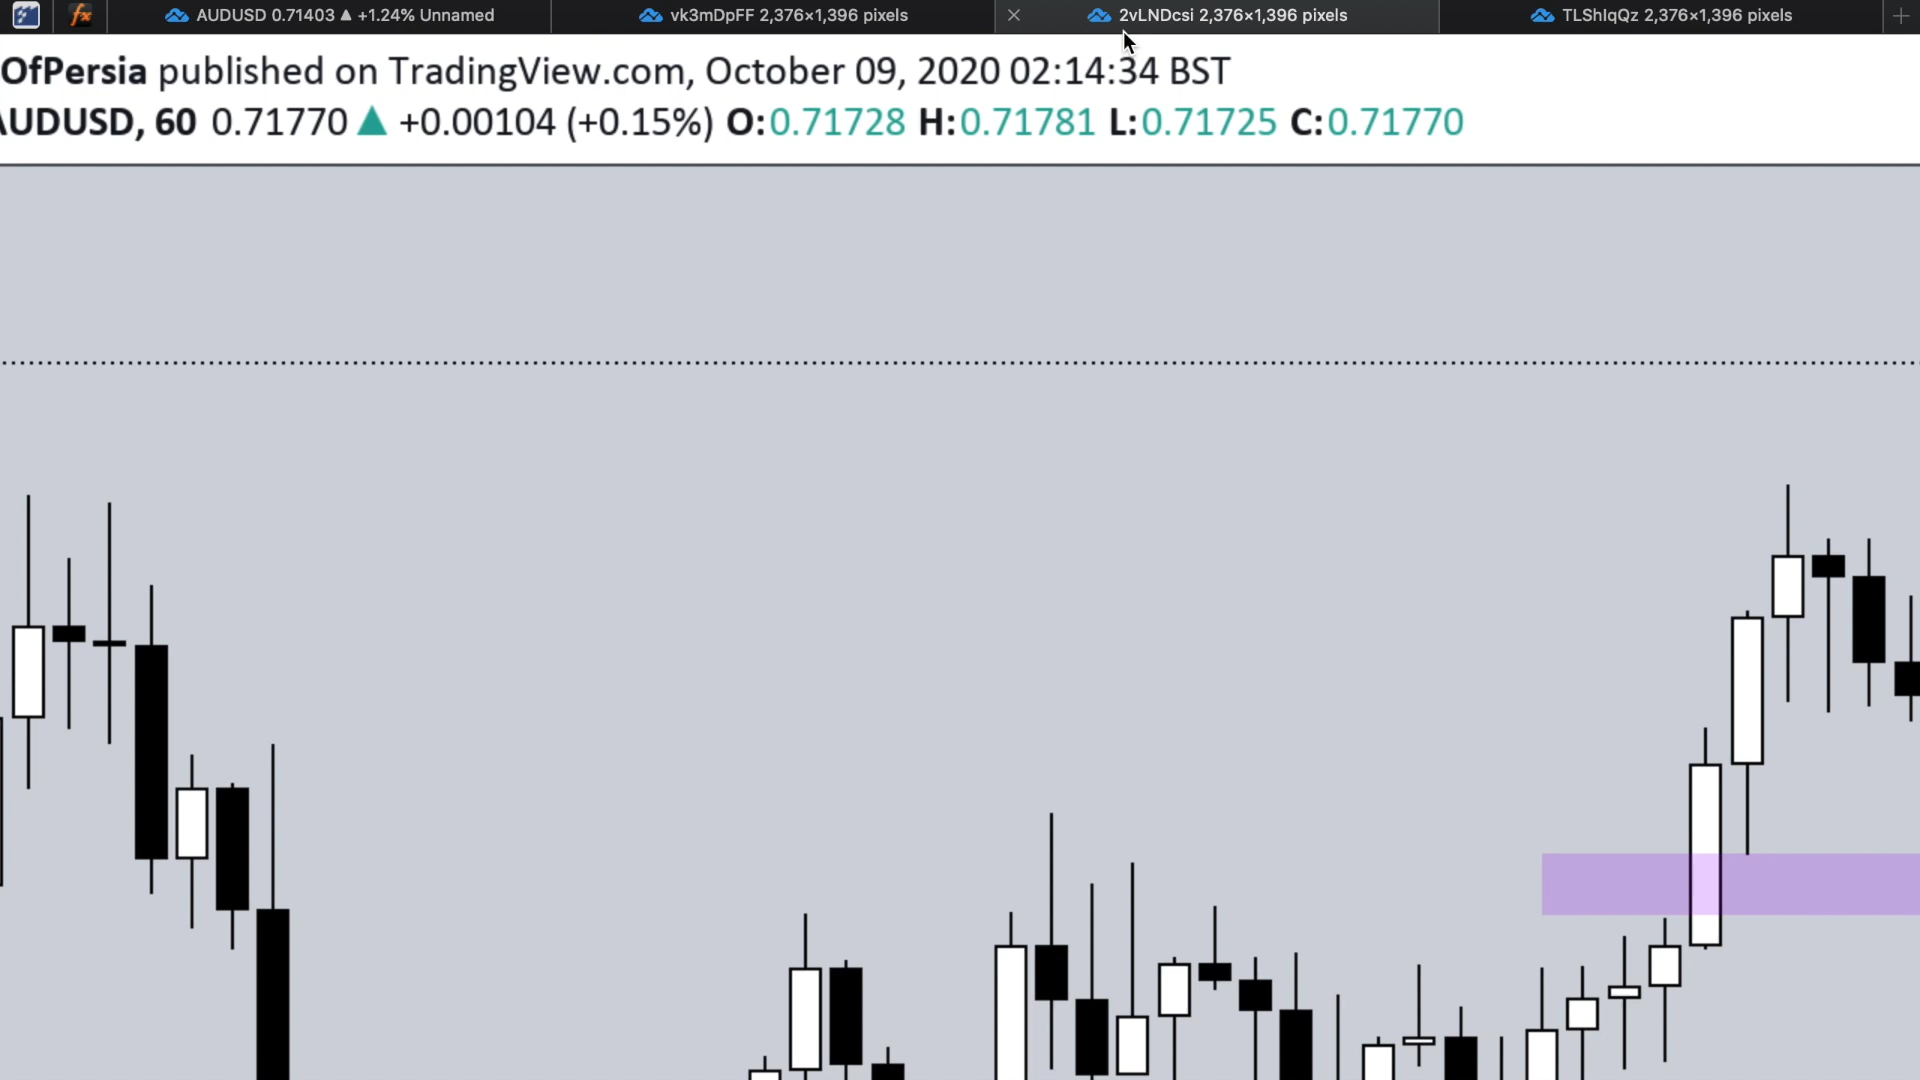 fx
AUDUSD 0.71403 ▲ +1.24% Unnamed
vk3mDpFF 2,376×1,396 pixels
2vLNDcsi 2,376×1,396 pixels
TLShIqQz 2,376×1,396 pixels
OfPersia published on TradingView.com, October 09, 2020 02:14:34 BST
AUDUSD, 60 0.71770 ▲ +0.00104 (+0.15%) O:0.71728 H:0.71781 L:0.71725 C:0.71770